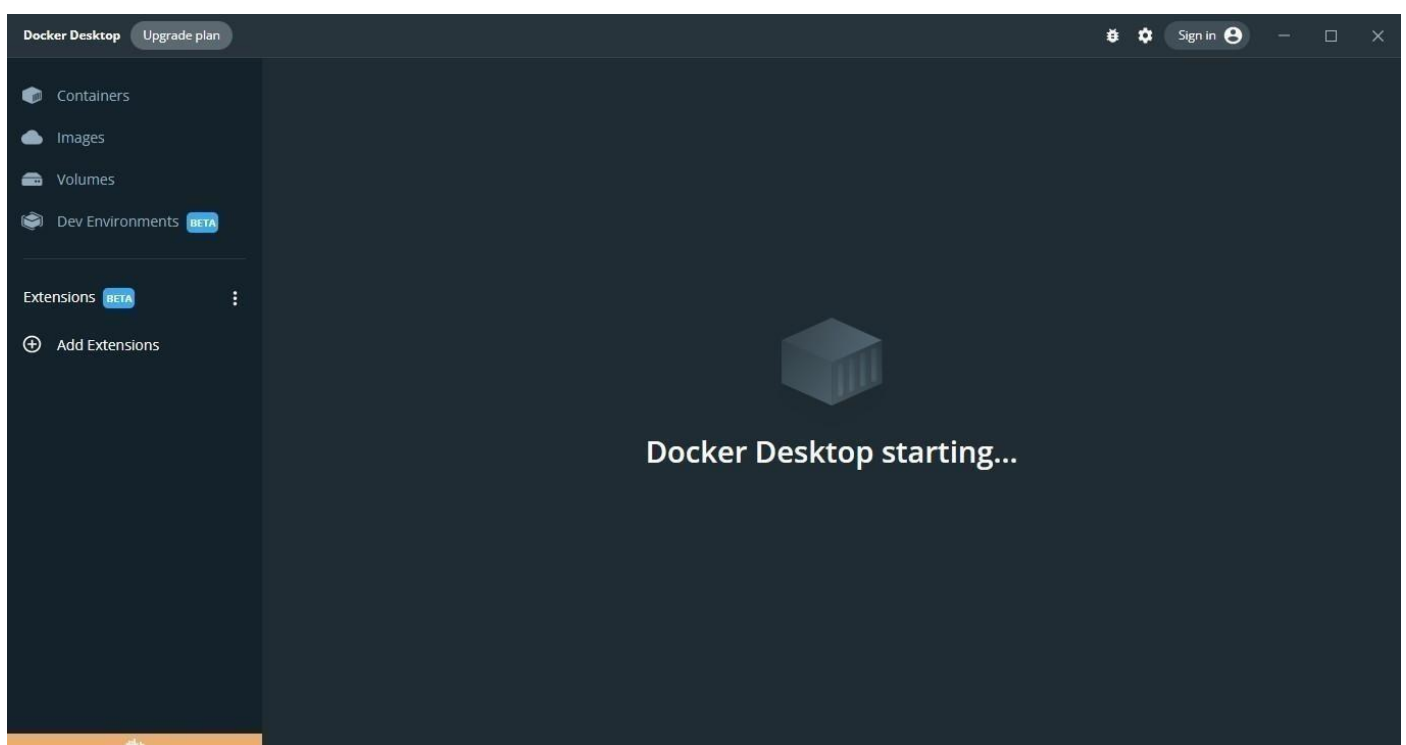 Docker Desktop Upgrade plan Sign in
Containers
Images
Volumes
Dev Environments BETA
Extensions BETA
Add Extensions
Docker Desktop starting...